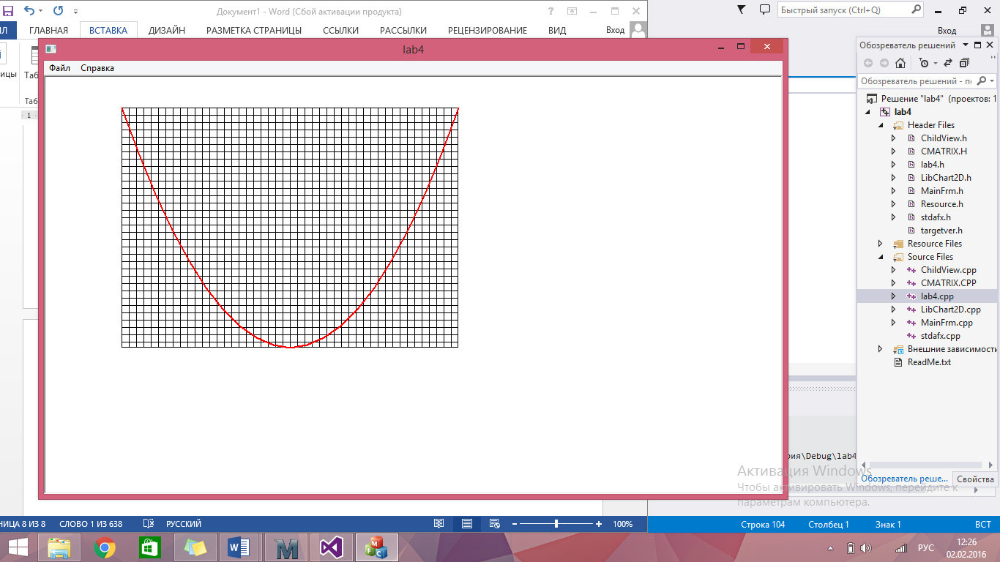 Документ1 - Word (Сбой активации продукта)
?
Быстрый запуск (Ctrl+Q)
ГЛАВНАЯ ВСТАВКА ДИЗАЙН РАЗМЕТКА СТРАНИЦЫ ССЫЛКИ РАССЫЛКИ РЕЦЕНЗИРОВАНИЕ ВИД Вход
Вход
lab4
Файл Справка
Обозреватель решений
Обозреватель решений - по
Решение "lab4" (проектов: 1
lab4
Header Files
ChildView.h
CMATRIX.H
lab4.h
LibChart2D.h
MainFrm.h
Resource.h
stdafx.h
targetver.h
Resource Files
Source Files
ChildView.cpp
CMATRIX.CPP
lab4.cpp
LibChart2D.cpp
MainFrm.cpp
stdafx.cpp
Внешние зависимости
ReadMe.txt
ия\Debug\lab4
Обозреватель реше... Свойства
Активация Windows
Чтобы активировать Windows, перейдите к
параметрам компьютера.
НИЦА 8 ИЗ 8 СЛОВО 1 ИЗ 638 РУССКИЙ 100%
Строка 104 Столбец 1 Знак 1 ВСТ
РУС
12:26
02.02.2016